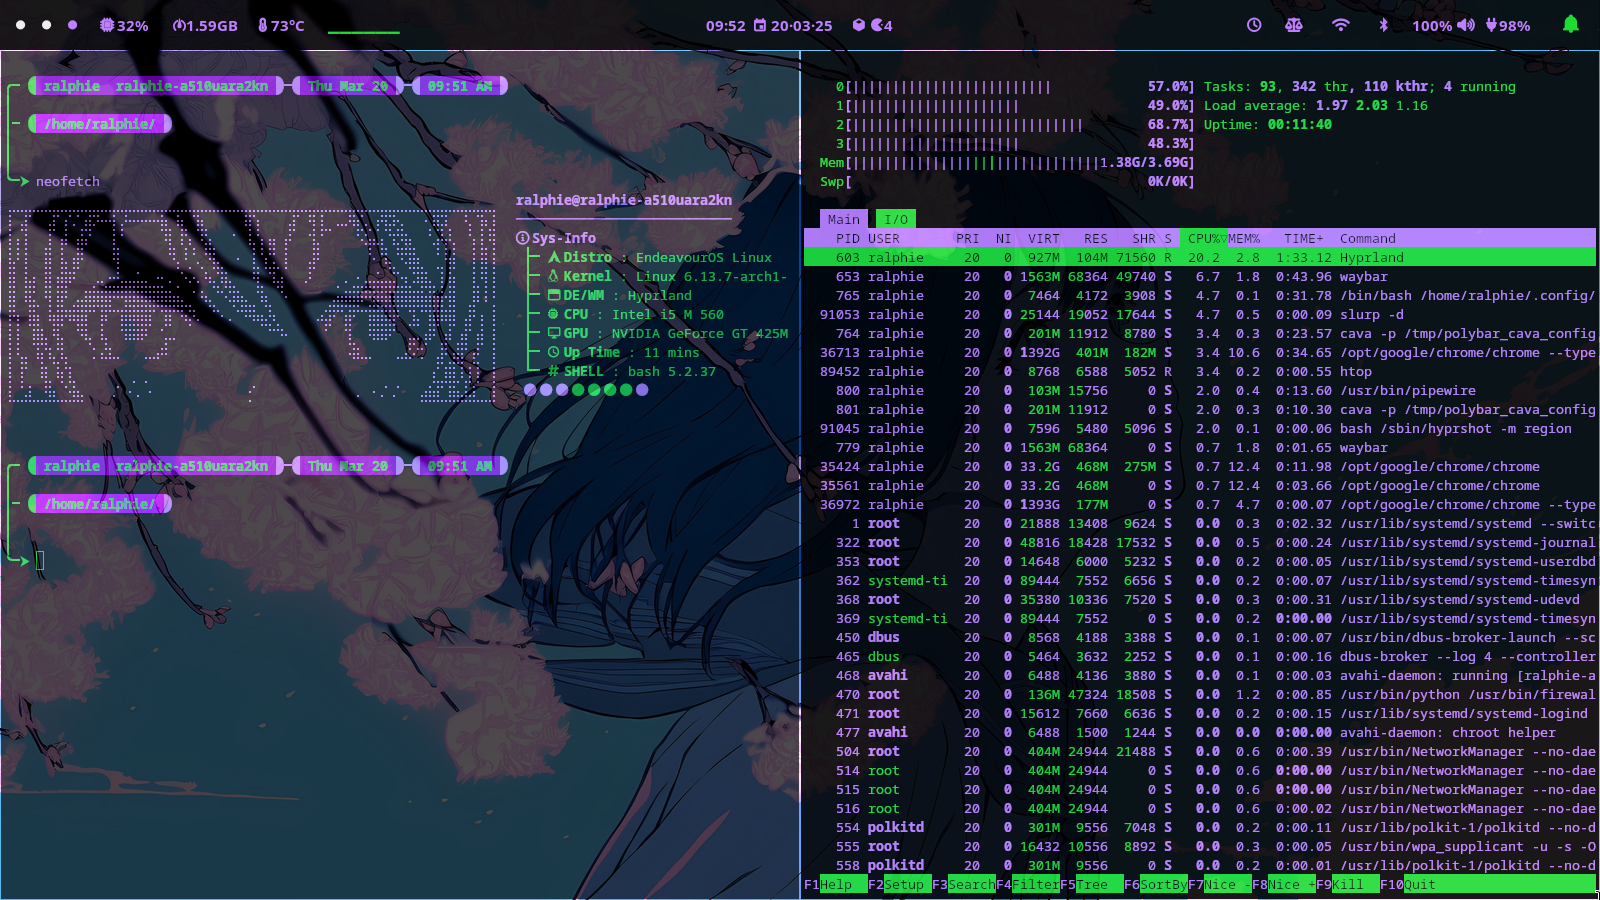 32% 1.59GB 73°C 09:52 20·03·25 4 100% 98%
ralphie ralphie-a510uara2kn Thu Mar 20 09:51 AM
/home/ralphie/
neofetch
ralphie@ralphie-a510uara2kn
Sys-Info
Distro : EndeavourOS Linux
Kernel : Linux 6.13.7-arch1-
DE/WM : Hyprland
CPU : Intel i5 M 560
GPU : NVIDIA GeForce GT 425M
Up Time : 11 mins
SHELL : bash 5.2.37
ralphie ralphie-a510uara2kn Thu Mar 20 09:51 AM
/home/ralphie/
0[||||||||||||||||||||||||| 57.0%] Tasks: 93, 342 thr, 110 kthr; 4 running
1[||||||||||||||||||||| 49.0%] Load average: 1.97 2.03 1.16
2[||||||||||||||||||||||||||||| 68.7%] Uptime: 00:11:40
3[||||||||||||||||||||| 48.3%]
Mem[|||||||||||||||||||||||||||||||1.38G/3.69G]
Swp[ 0K/0K]
Main I/O
PID USER PRI NI VIRT RES SHR S CPU%▽MEM% TIME+ Command
603 ralphie 20 0 927M 104M 71560 R 20.2 2.8 1:33.12 Hyprland
653 ralphie 20 0 1563M 68364 49740 S 6.7 1.8 0:43.96 waybar
765 ralphie 20 0 7464 4172 3908 S 4.7 0.1 0:31.78 /bin/bash /home/ralphie/.config/
91053 ralphie 20 0 25144 19052 17644 S 4.7 0.5 0:00.09 slurp -d
764 ralphie 20 0 201M 11912 8780 S 3.4 0.3 0:23.57 cava -p /tmp/polybar_cava_config
36713 ralphie 20 0 1392G 401M 182M S 3.4 10.6 0:34.65 /opt/google/chrome/chrome --type
89452 ralphie 20 0 8768 6588 5052 R 3.4 0.2 0:00.55 htop
800 ralphie 20 0 103M 15756 0 S 2.0 0.4 0:13.60 /usr/bin/pipewire
801 ralphie 20 0 201M 11912 0 S 2.0 0.3 0:10.30 cava -p /tmp/polybar_cava_config
91045 ralphie 20 0 7596 5480 5096 S 2.0 0.1 0:00.06 bash /sbin/hyprshot -m region
779 ralphie 20 0 1563M 68364 0 S 0.7 1.8 0:01.65 waybar
35424 ralphie 20 0 33.2G 468M 275M S 0.7 12.4 0:11.98 /opt/google/chrome/chrome
35561 ralphie 20 0 33.2G 468M 0 S 0.7 12.4 0:03.66 /opt/google/chrome/chrome
36972 ralphie 20 0 1393G 177M 0 S 0.7 4.7 0:00.07 /opt/google/chrome/chrome --type
1 root 20 0 21888 13408 9624 S 0.0 0.3 0:02.32 /usr/lib/systemd/systemd --switc
322 root 20 0 48816 18428 17532 S 0.0 0.5 0:00.24 /usr/lib/systemd/systemd-journal
353 root 20 0 14648 6000 5232 S 0.0 0.2 0:00.05 /usr/lib/systemd/systemd-userdbd
362 systemd-ti 20 0 89444 7552 6656 S 0.0 0.2 0:00.07 /usr/lib/systemd/systemd-timesyn
368 root 20 0 35380 10336 7520 S 0.0 0.3 0:00.31 /usr/lib/systemd/systemd-udevd
369 systemd-ti 20 0 89444 7552 0 S 0.0 0.2 0:00.00 /usr/lib/systemd/systemd-timesyn
450 dbus 20 0 8568 4188 3388 S 0.0 0.1 0:00.07 /usr/bin/dbus-broker-launch --sc
465 dbus 20 0 5464 3632 2252 S 0.0 0.1 0:00.16 dbus-broker --log 4 --controller
468 avahi 20 0 6488 4136 3880 S 0.0 0.1 0:00.03 avahi-daemon: running [ralphie-a
470 root 20 0 136M 47324 18508 S 0.0 1.2 0:00.85 /usr/bin/python /usr/bin/firewal
471 root 20 0 15612 7660 6636 S 0.0 0.2 0:00.15 /usr/lib/systemd/systemd-logind
477 avahi 20 0 6488 1500 1244 S 0.0 0.0 0:00.00 avahi-daemon: chroot helper
504 root 20 0 404M 24944 21488 S 0.0 0.6 0:00.39 /usr/bin/NetworkManager --no-dae
514 root 20 0 404M 24944 0 S 0.0 0.6 0:00.00 /usr/bin/NetworkManager --no-dae
515 root 20 0 404M 24944 0 S 0.0 0.6 0:00.00 /usr/bin/NetworkManager --no-dae
516 root 20 0 404M 24944 0 S 0.0 0.6 0:00.02 /usr/bin/NetworkManager --no-dae
554 polkitd 20 0 301M 9556 7048 S 0.0 0.2 0:00.11 /usr/lib/polkit-1/polkitd --no-d
555 root 20 0 16432 10556 8892 S 0.0 0.3 0:00.05 /usr/bin/wpa_supplicant -u -s -O
558 polkitd 20 0 301M 9556 0 S 0.0 0.2 0:00.01 /usr/lib/polkit-1/polkitd --no-d
F1Help F2Setup F3SearchF4FilterF5Tree F6SortByF7Nice -F8Nice +F9Kill F10Quit